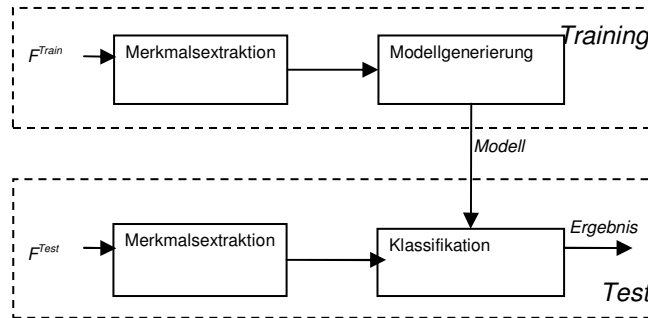 Training
F^Train
Merkmalsextraktion
Modellgenerierung
Modell
F^Test
Merkmalsextraktion
Klassifikation
Ergebnis
Test